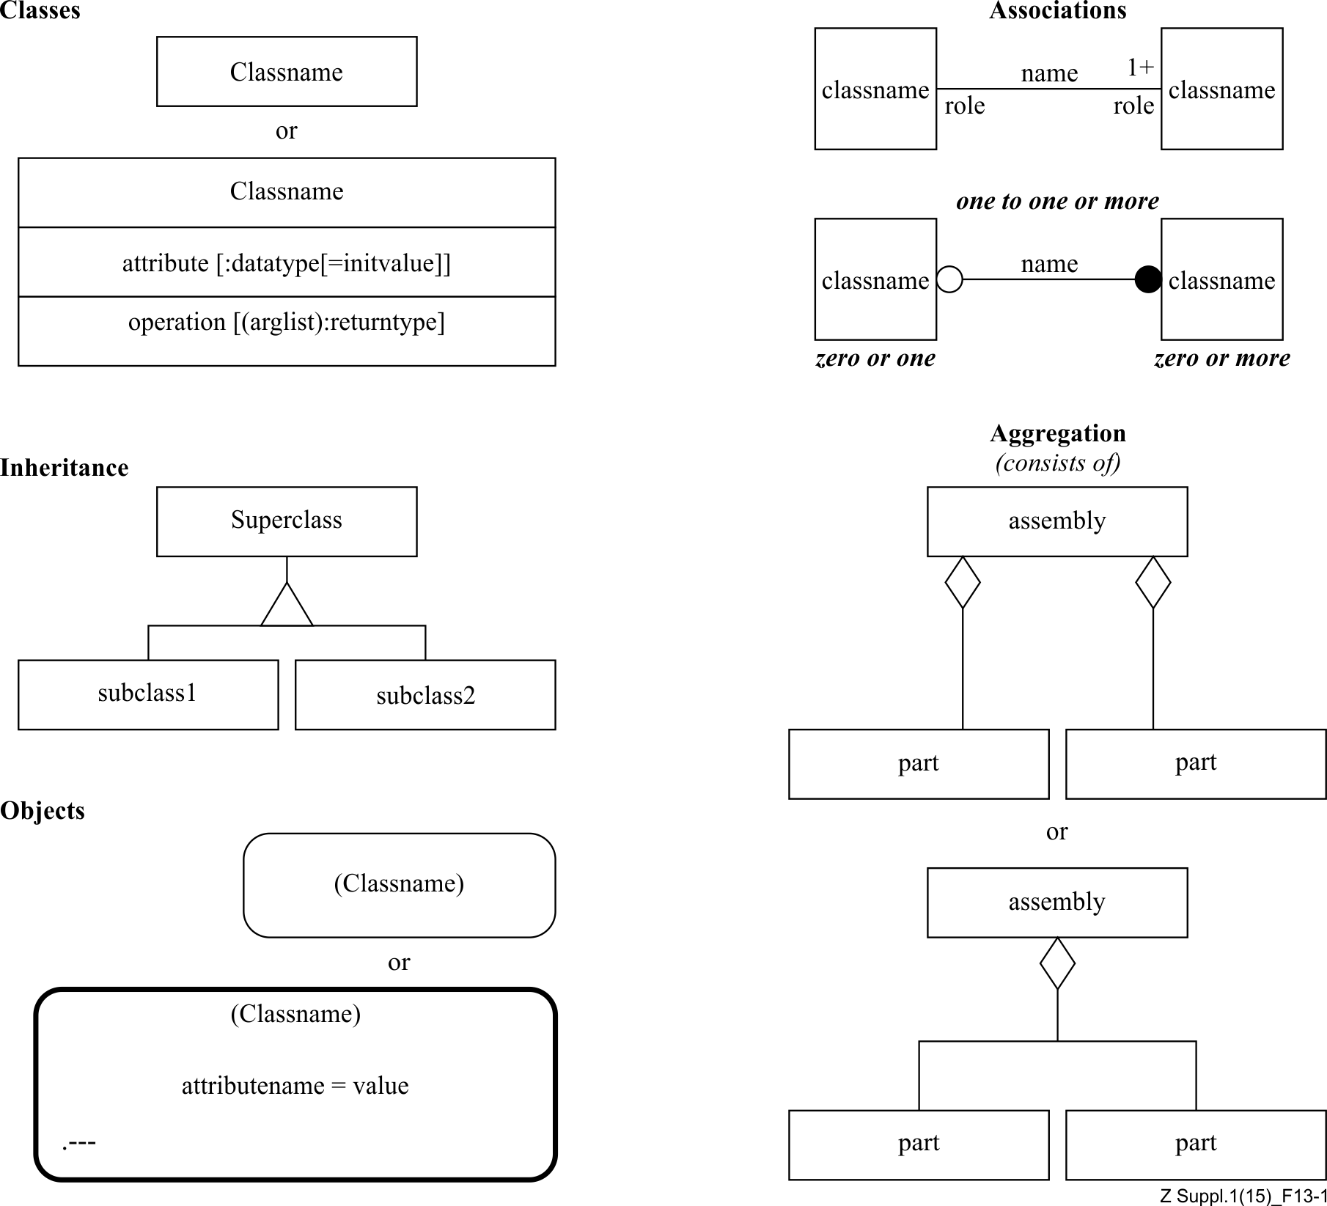 Classes
Classname
or
Classname
attribute [:datatype[=initvalue]]
operation [(arglist):returntype]
Inheritance
Superclass
subclass1
subclass2
Objects
(Classname)
or
(Classname)
attributename = value
.---
Associations
classname
name
1+
role
role
classname
one to one or more
classname
name
classname
zero or one
zero or more
Aggregation
(consists of)
assembly
part
part
or
assembly
part
part
Z Suppl.1(15)_F13-1